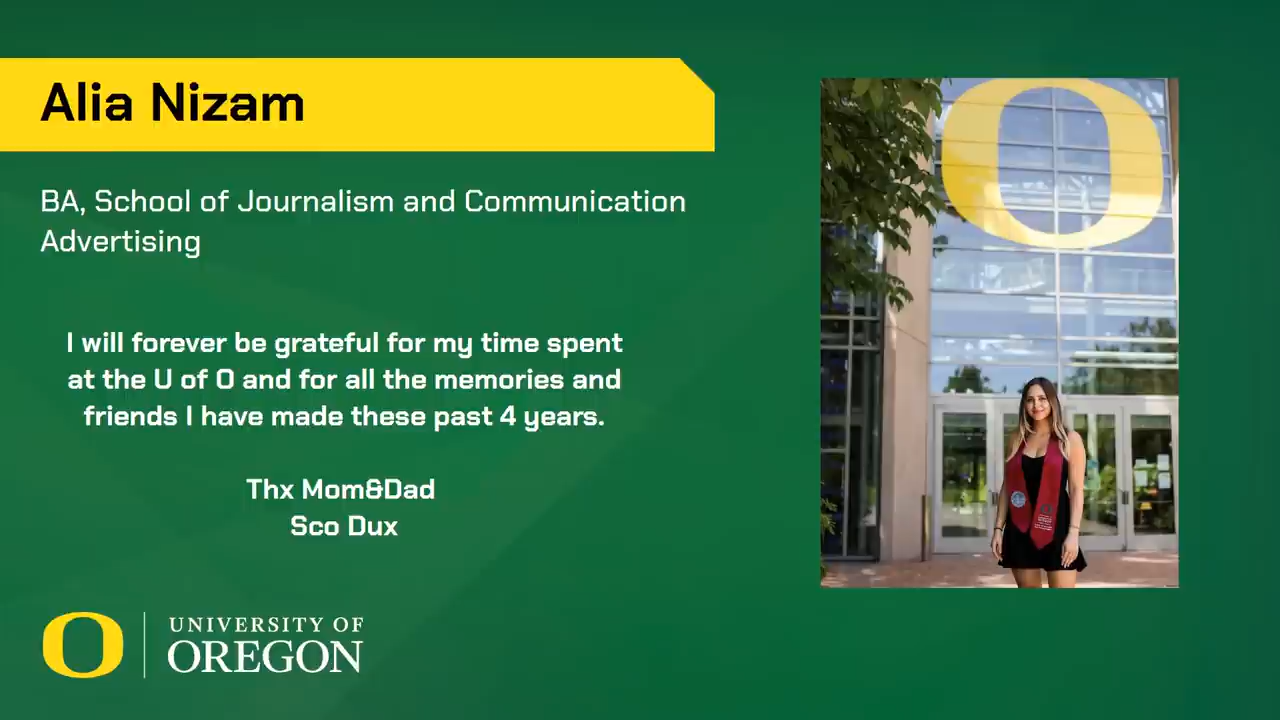 Alia Nizam
BA, School of Journalism and Communication
Advertising
I will forever be grateful for my time spent
at the U of O and for all the memories and
friends I have made these past 4 years.
Thx Mom&Dad
Sco Dux
O
O
UNIVERSITY OF
OREGON